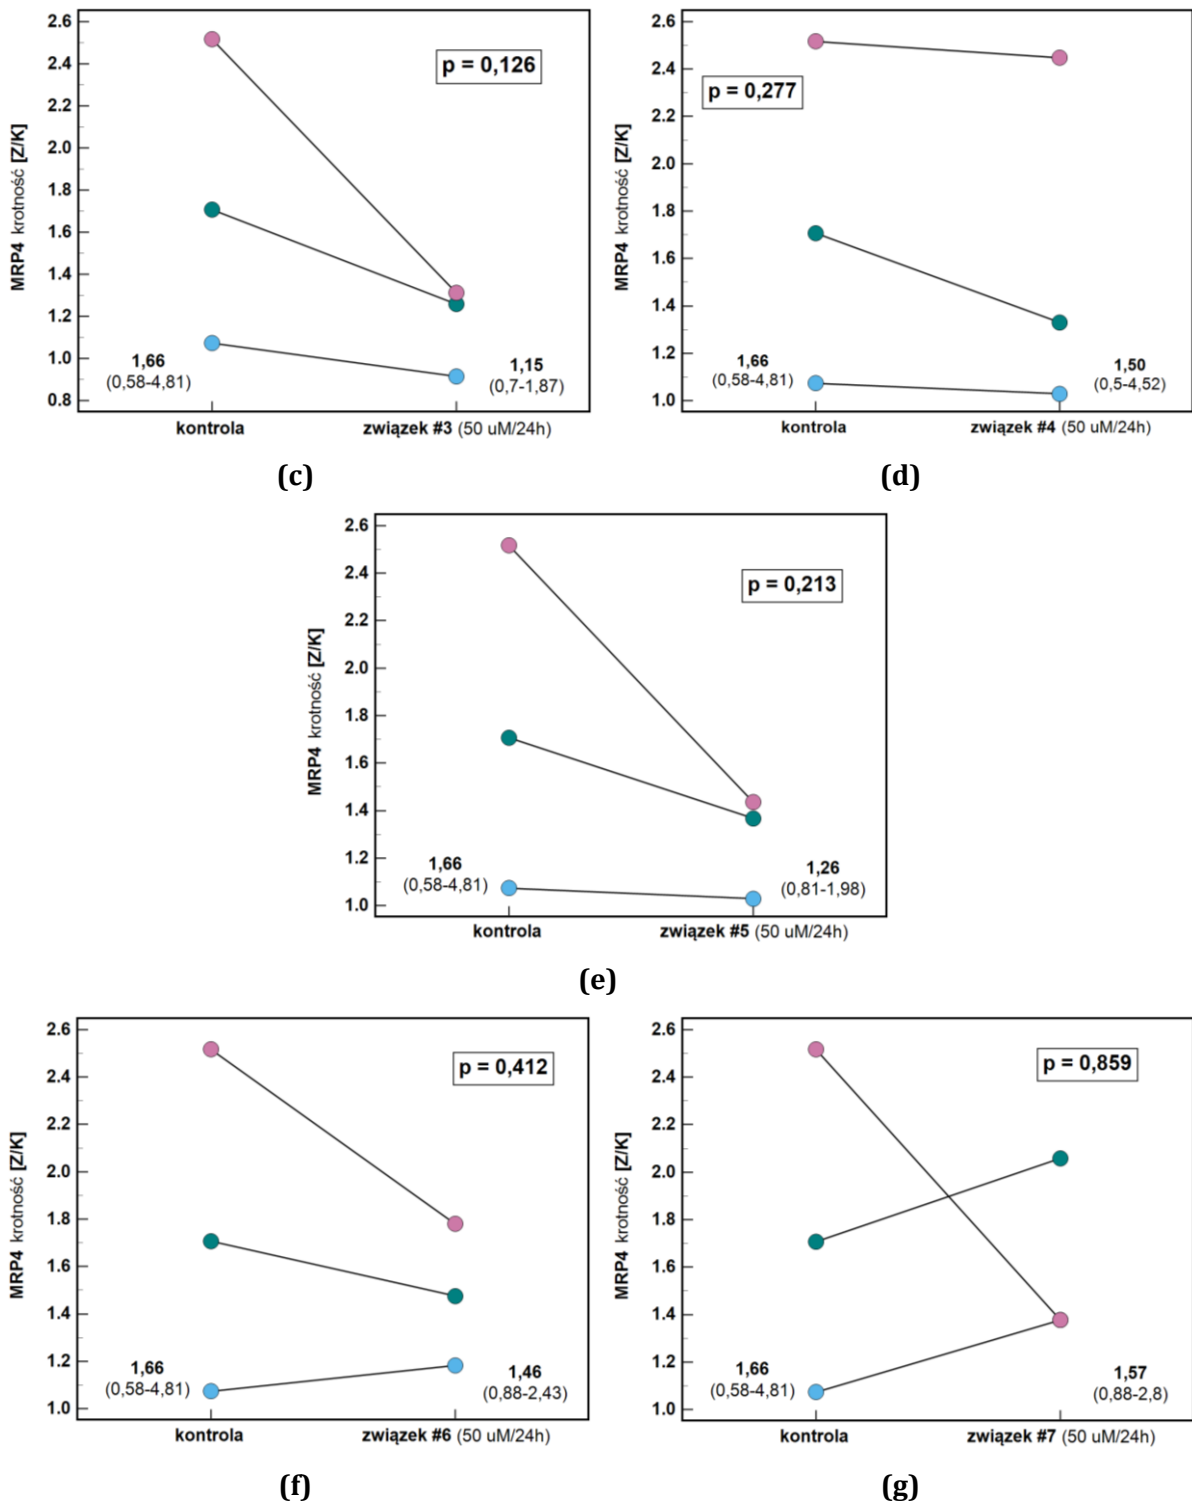 2.6
2.4
2.2
2.0
1.8
1.6
1.4
1.2
1.0
0.8
MRP4 krotność [Z/K]
p = 0,126
1,66
(0,58-4,81)
1,15
(0,7-1,87)
kontrola
związek #3 (50 uM/24h)
(c)
2.6
2.4
2.2
2.0
1.8
1.6
1.4
1.2
1.0
MRP4 krotność [Z/K]
p = 0,277
1,66
(0,58-4,81)
1,50
(0,5-4,52)
kontrola
związek #4 (50 uM/24h)
(d)
2.6
2.4
2.2
2.0
1.8
1.6
1.4
1.2
1.0
MRP4 krotność [Z/K]
p = 0,213
1,66
(0,58-4,81)
1,26
(0,81-1,98)
kontrola
związek #5 (50 uM/24h)
(e)
2.6
2.4
2.2
2.0
1.8
1.6
1.4
1.2
1.0
MRP4 krotność [Z/K]
p = 0,412
1,66
(0,58-4,81)
1,46
(0,88-2,43)
kontrola
związek #6 (50 uM/24h)
(f)
2.6
2.4
2.2
2.0
1.8
1.6
1.4
1.2
1.0
MRP4 krotność [Z/K]
p = 0,859
1,66
(0,58-4,81)
1,57
(0,88-2,8)
kontrola
związek #7 (50 uM/24h)
(g)